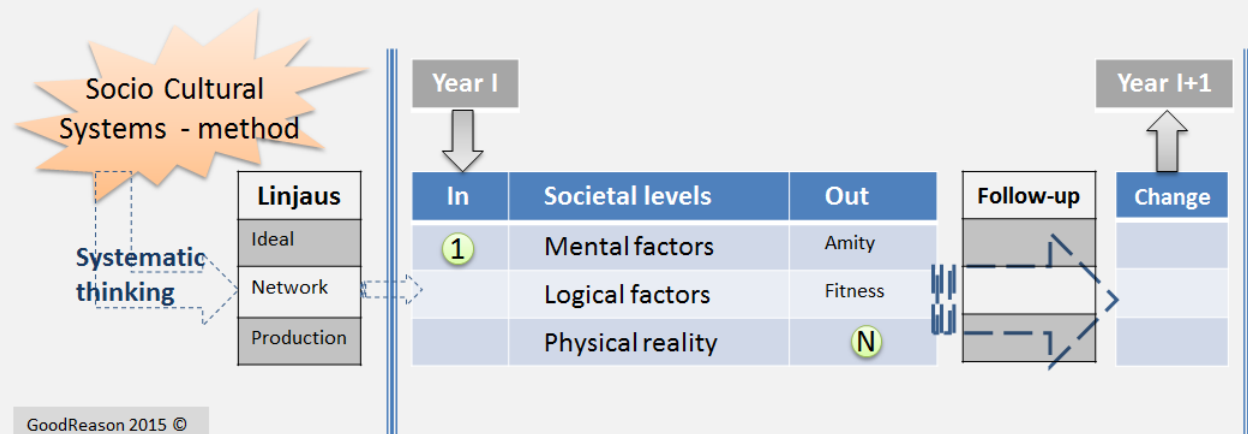 Socio Cultural
Systems - method
Year I
Year I+1
Linjaus
In
Societal levels
Out
Follow-up
Change
Ideal
1
Mental factors
Amity
Systematic
thinking
Network
Logical factors
Fitness
Production
Physical reality
N
GoodReason 2015 ©